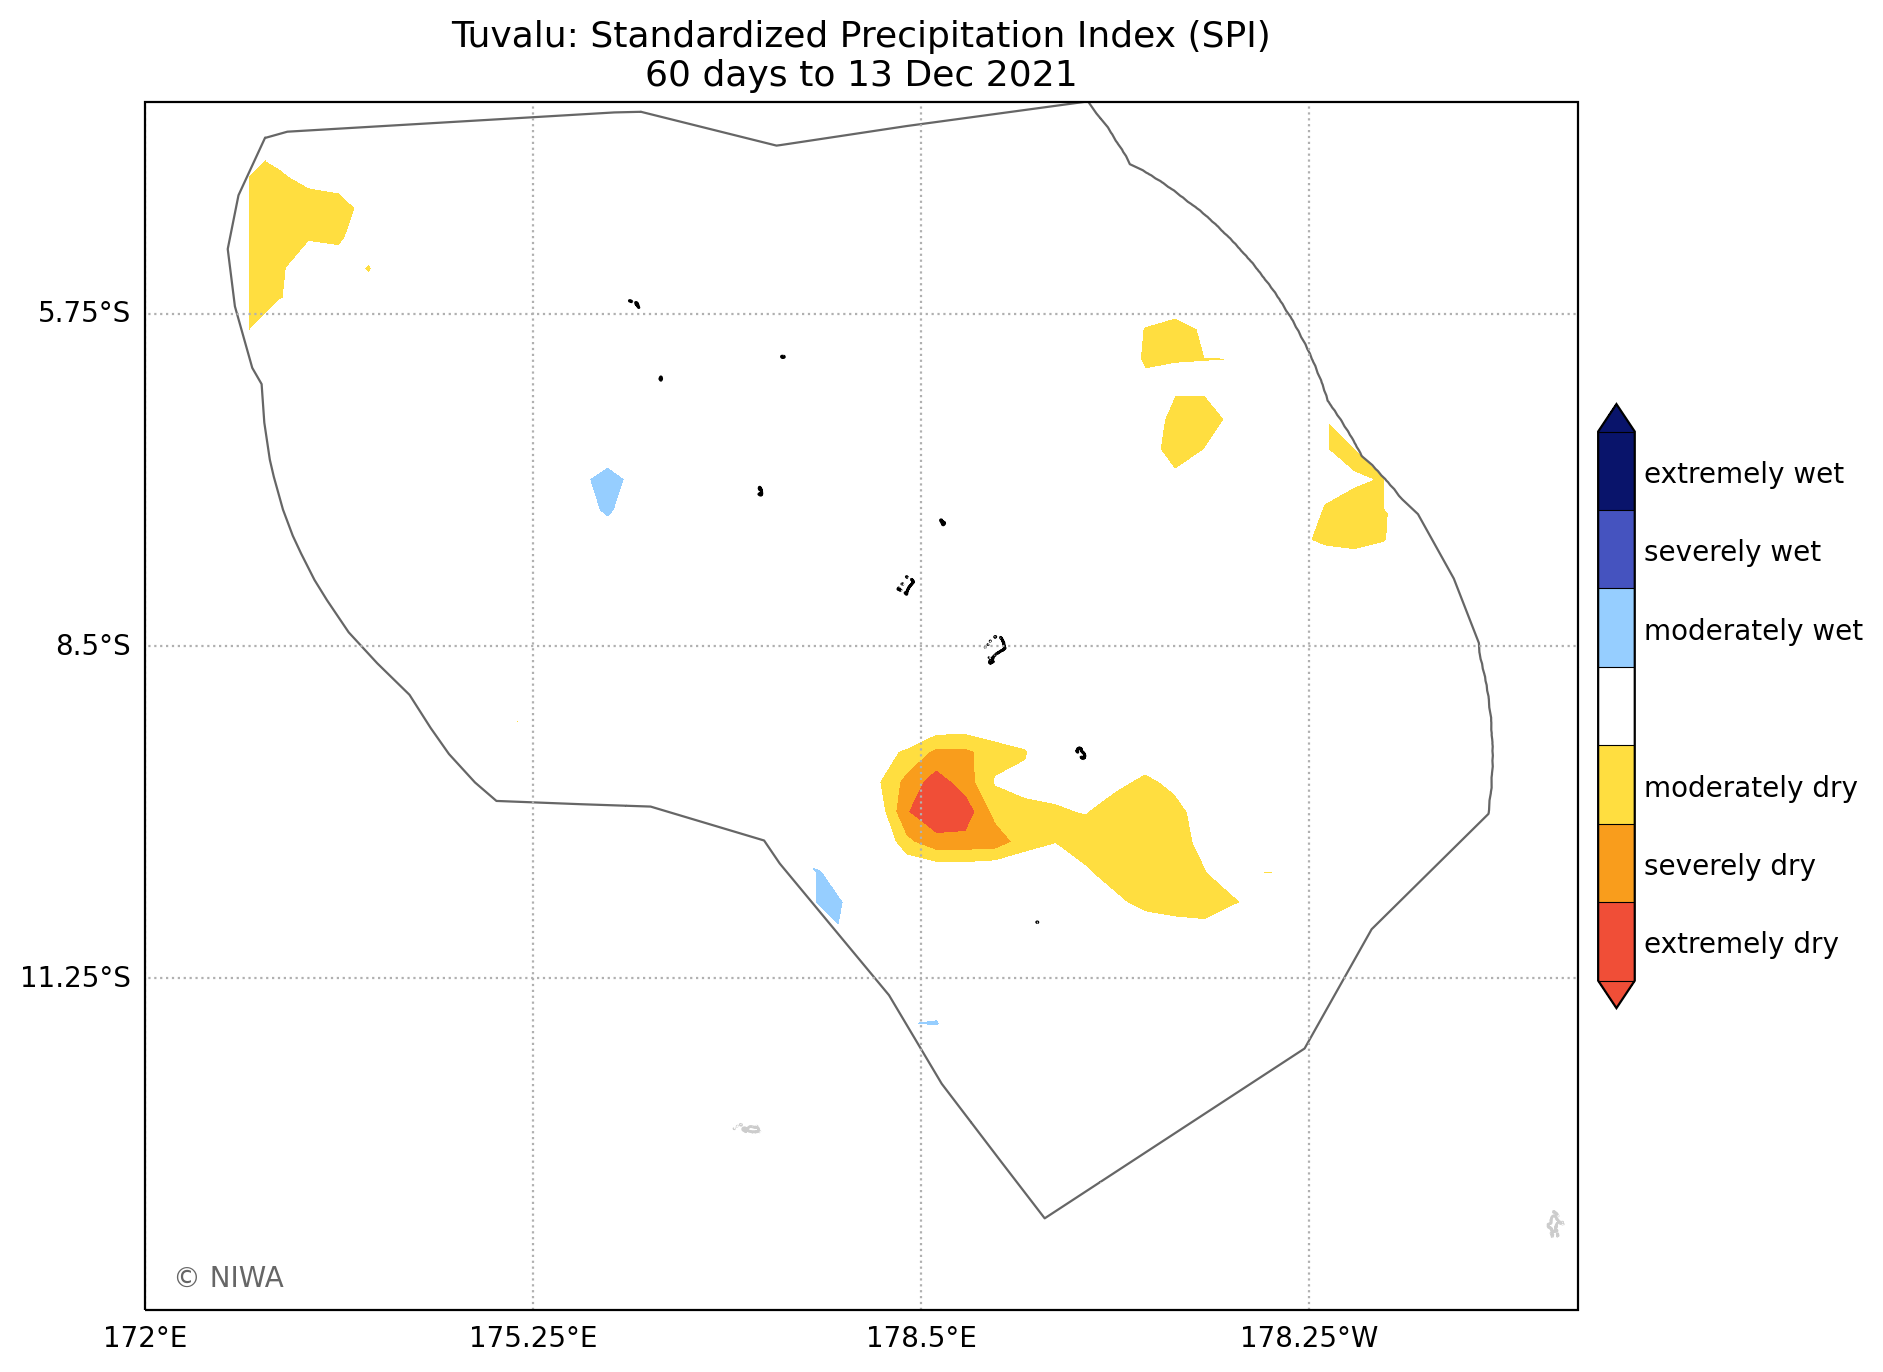 Tuvalu: Standardized Precipitation Index (SPI)
60 days to 13 Dec 2021
5.75°S
8.5°S
11.25°S
172°E
175.25°E
178.5°E
178.25°W
extremely wet
severely wet
moderately wet
moderately dry
severely dry
extremely dry
© NIWA